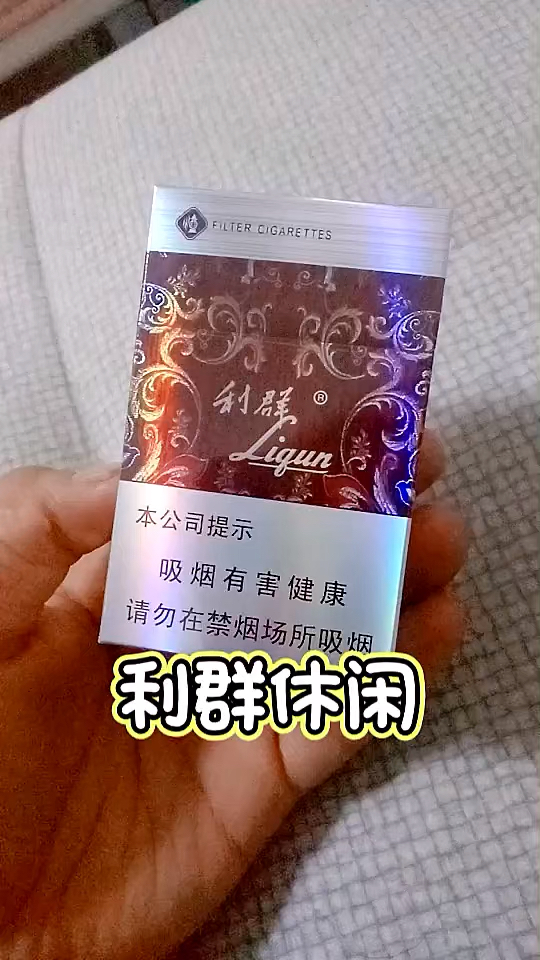 FILTER CIGARETTES
利群®
Liqun
本公司提示
吸烟有害健康
请勿在禁烟场所吸烟
利群休闲